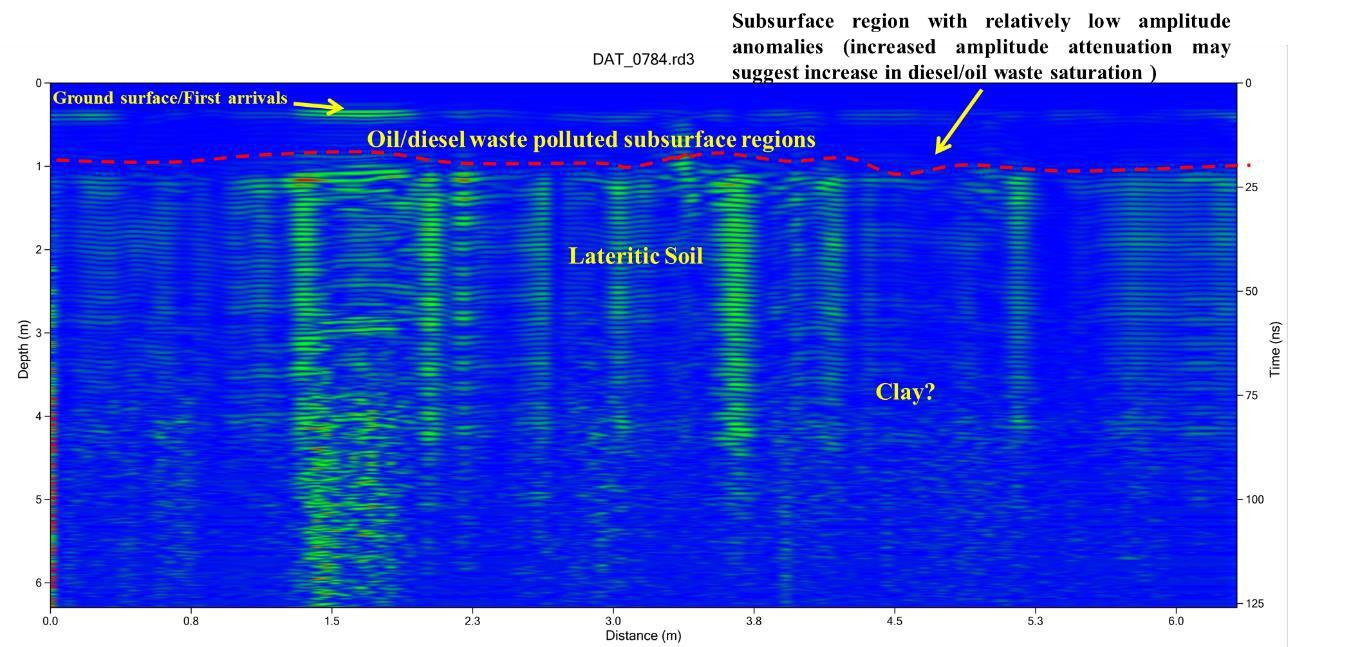 Subsurface region with relatively low amplitude
anomalies (increased amplitude attenuation may
suggest increase in diesel/oil waste saturation )
DAT_0784.rd3
Ground surface/First arrivals
Oil/diesel waste polluted subsurface regions
Lateritic Soil
Clay?
Depth (m)
0
1
2
3
4
5
6
Time (ns)
0
25
50
75
100
125
0.0 0.8 1.5 2.3 3.0 3.8 4.5 5.3 6.0
Distance (m)